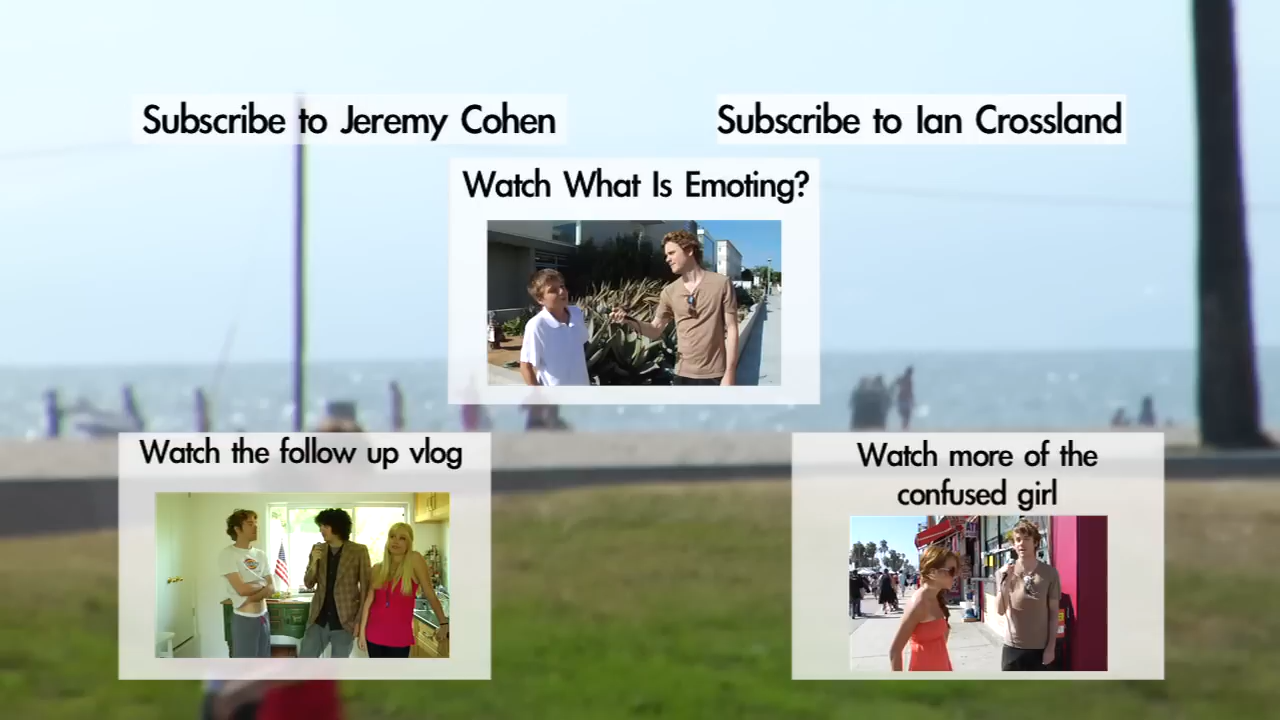 Subscribe to Jeremy Cohen
Subscribe to Ian Crossland
Watch What Is Emoting?
Watch the follow up vlog
Watch more of the
confused girl